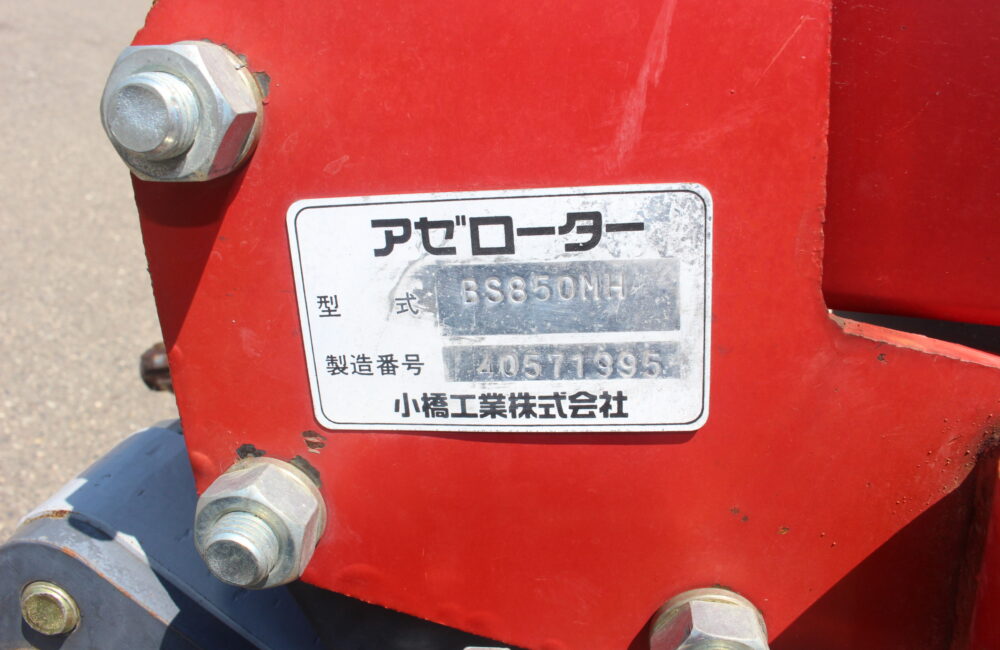 アゼローター
型式 BS850MH
製造番号 40571995
小橋工業株式会社